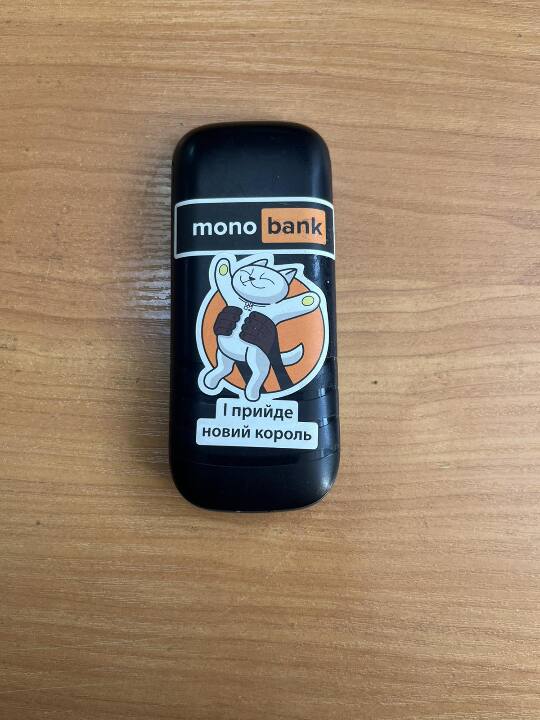 mono bank
І прийде
новий король